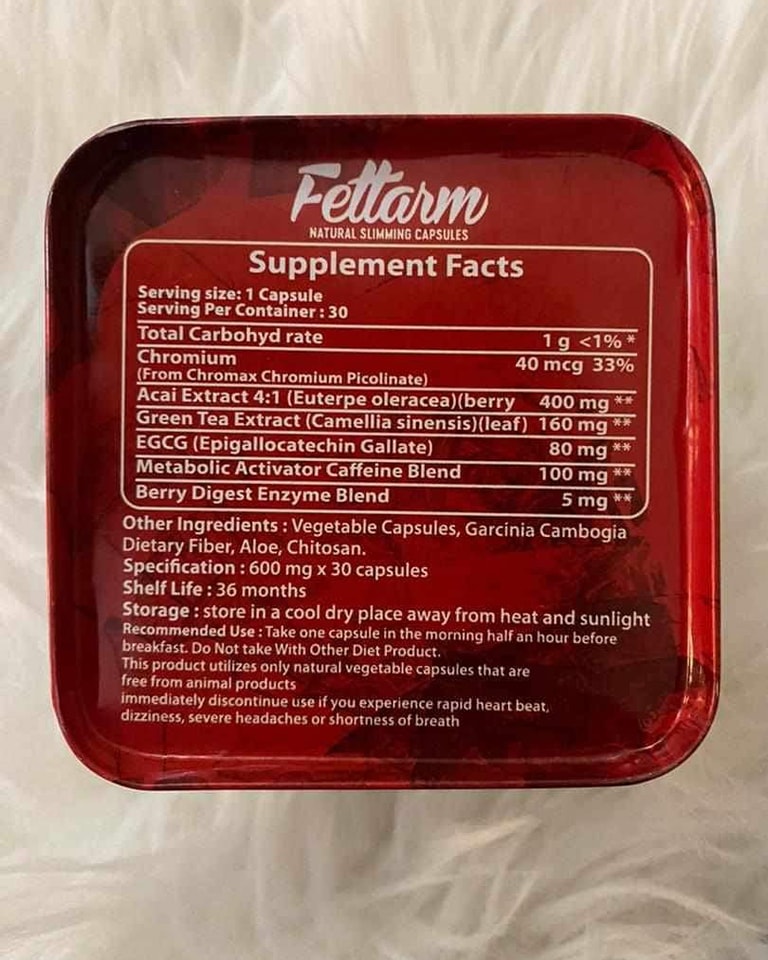 Fettarm
NATURAL SLIMMING CAPSULES
Supplement Facts
Serving size: 1 Capsule
Serving Per Container : 30
Total Carbohyd rate 1 g <1% *
Chromium 40 mcg 33%
(From Chromax Chromium Picolinate)
Acai Extract 4:1 (Euterpe oleracea)(berry 400 mg **
Green Tea Extract (Camellia sinensis)(leaf) 160 mg **
EGCG (Epigallocatechin Gallate) 80 mg **
Metabolic Activator Caffeine Blend 100 mg **
Berry Digest Enzyme Blend 5 mg **
Other Ingredients : Vegetable Capsules, Garcinia Cambogia
Dietary Fiber, Aloe, Chitosan.
Specification : 600 mg x 30 capsules
Shelf Life : 36 months
Storage : store in a cool dry place away from heat and sunlight
Recommended Use : Take one capsule in the morning half an hour before
breakfast. Do Not take With Other Diet Product.
This product utilizes only natural vegetable capsules that are
free from animal products
immediately discontinue use if you experience rapid heart beat,
dizziness, severe headaches or shortness of breath